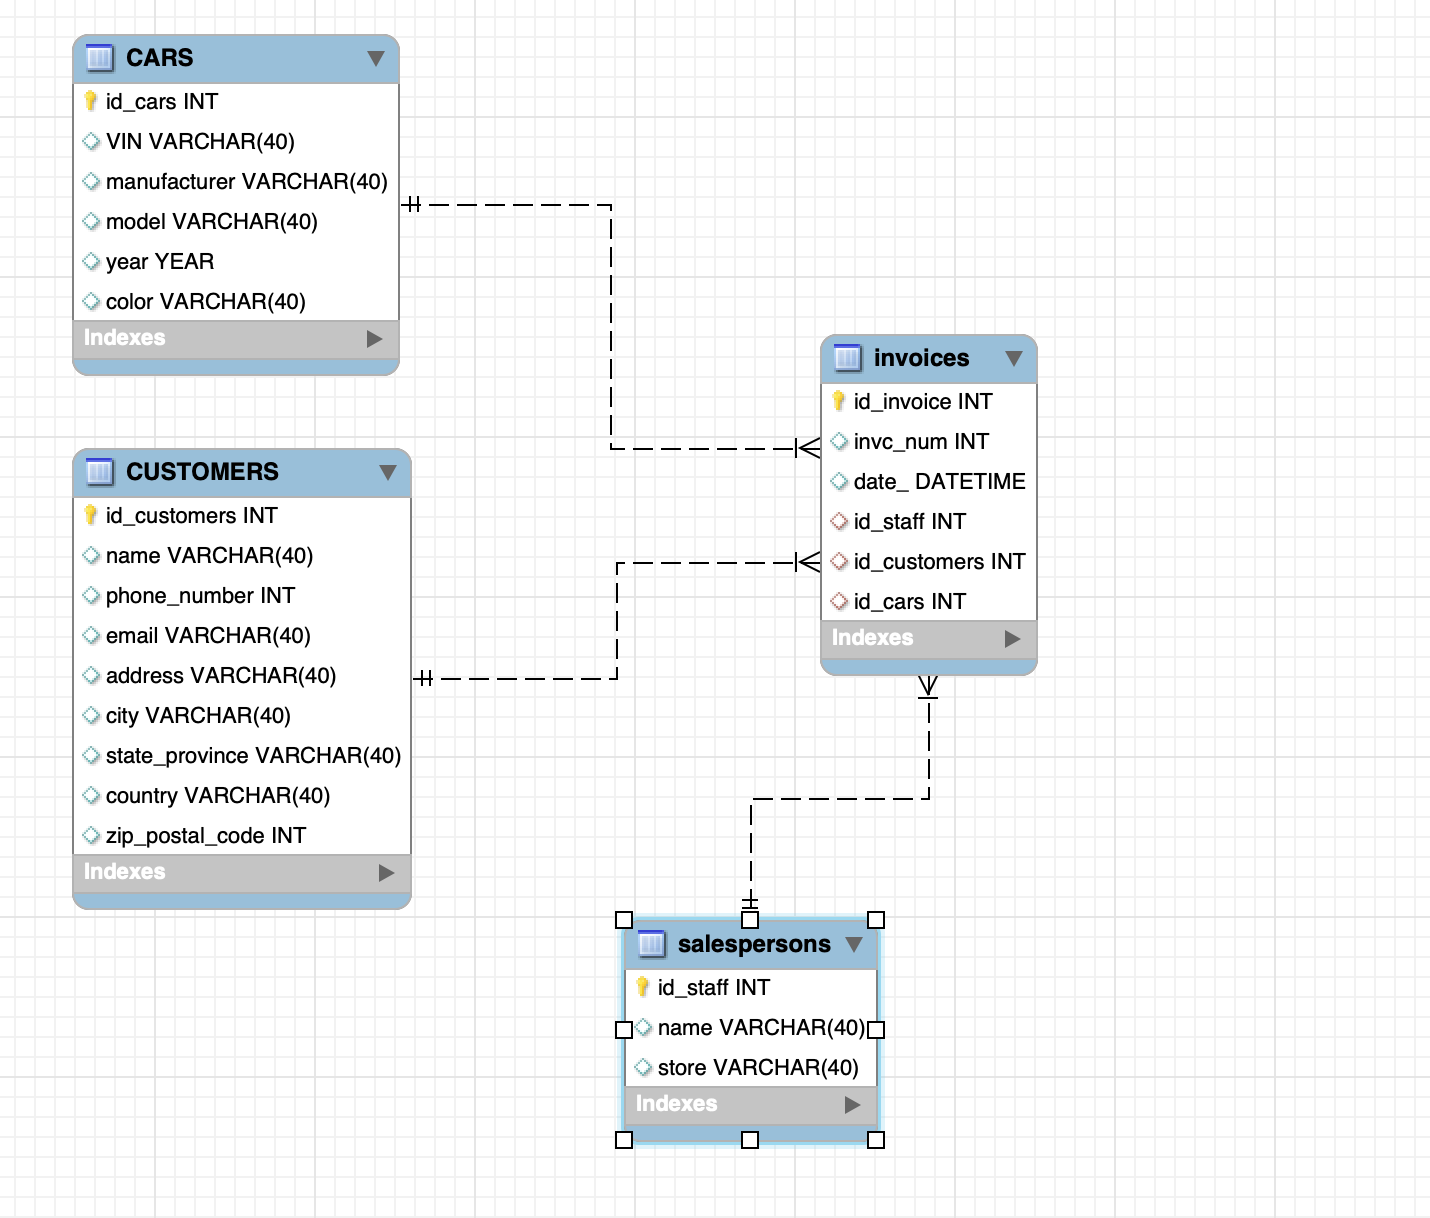 CARS
id_cars INT
VIN VARCHAR(40)
manufacturer VARCHAR(40)
model VARCHAR(40)
year YEAR
color VARCHAR(40)
Indexes
CUSTOMERS
id_customers INT
name VARCHAR(40)
phone_number INT
email VARCHAR(40)
address VARCHAR(40)
city VARCHAR(40)
state_province VARCHAR(40)
country VARCHAR(40)
zip_postal_code INT
Indexes
invoices
id_invoice INT
invc_num INT
date_ DATETIME
id_staff INT
id_customers INT
id_cars INT
Indexes
salespersons
id_staff INT
name VARCHAR(40)
store VARCHAR(40)
Indexes